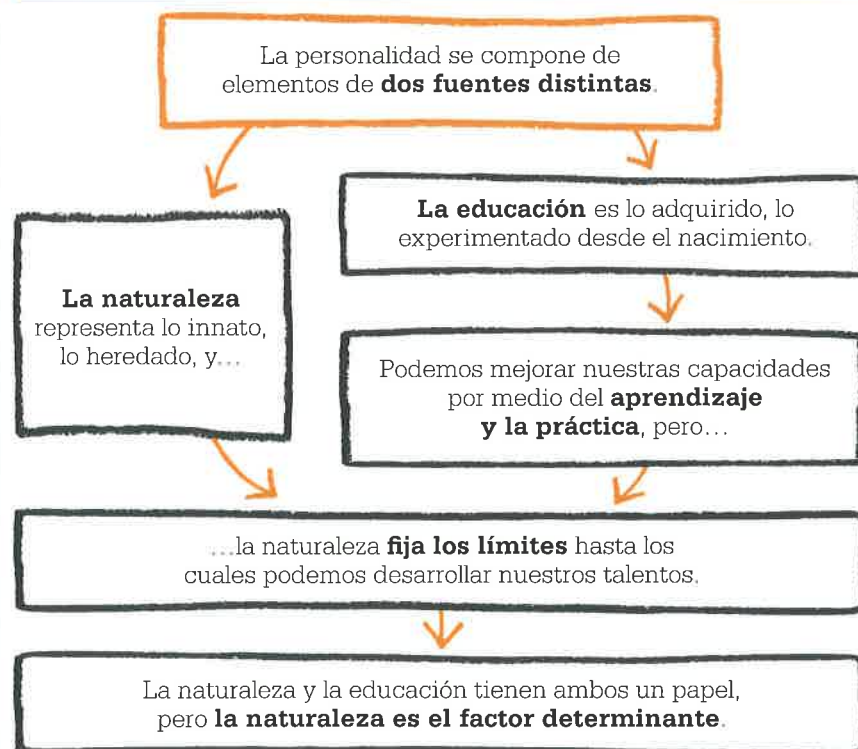 La personalidad se compone de
elementos de dos fuentes distintas.
La naturaleza
representa lo innato,
lo heredado, y...
La educación es lo adquirido, lo
experimentado desde el nacimiento.
Podemos mejorar nuestras capacidades
por medio del aprendizaje
y la práctica, pero...
...la naturaleza fija los límites hasta los
cuales podemos desarrollar nuestros talentos.
La naturaleza y la educación tienen ambos un papel,
pero la naturaleza es el factor determinante.